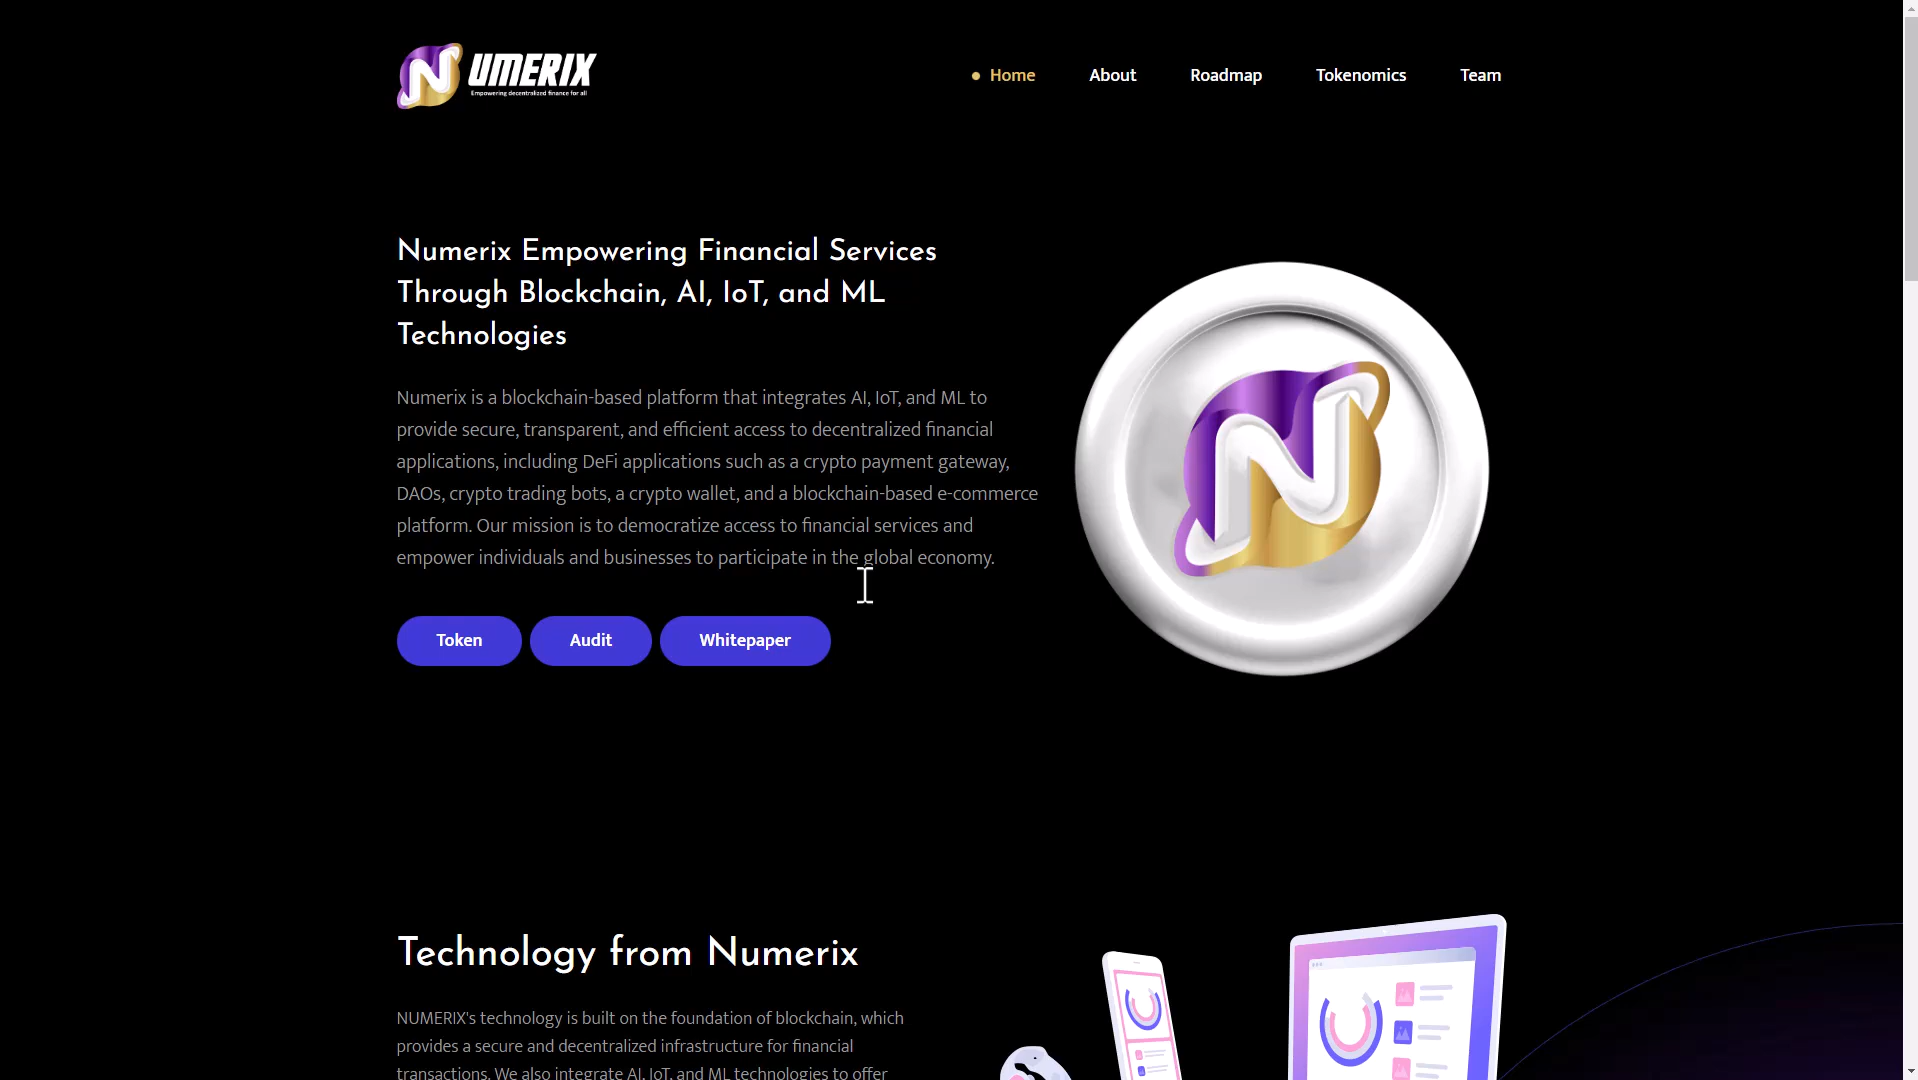 NUMERIX
Empowering decentralized finance for all
Home
About
Roadmap
Tokenomics
Team
Numerix Empowering Financial Services
Through Blockchain, AI, IoT, and ML
Technologies
Numerix is a blockchain-based platform that integrates AI, IoT, and ML to
provide secure, transparent, and efficient access to decentralized financial
applications, including DeFi applications such as a crypto payment gateway,
DAOs, crypto trading bots, a crypto wallet, and a blockchain-based e-commerce
platform. Our mission is to democratize access to financial services and
empower individuals and businesses to participate in the global economy.
Token
Audit
Whitepaper
N
Technology from Numerix
NUMERIX's technology is built on the foundation of blockchain, which
provides a secure and decentralized infrastructure for financial
transactions. We also integrate AI, IoT, and ML technologies to offer